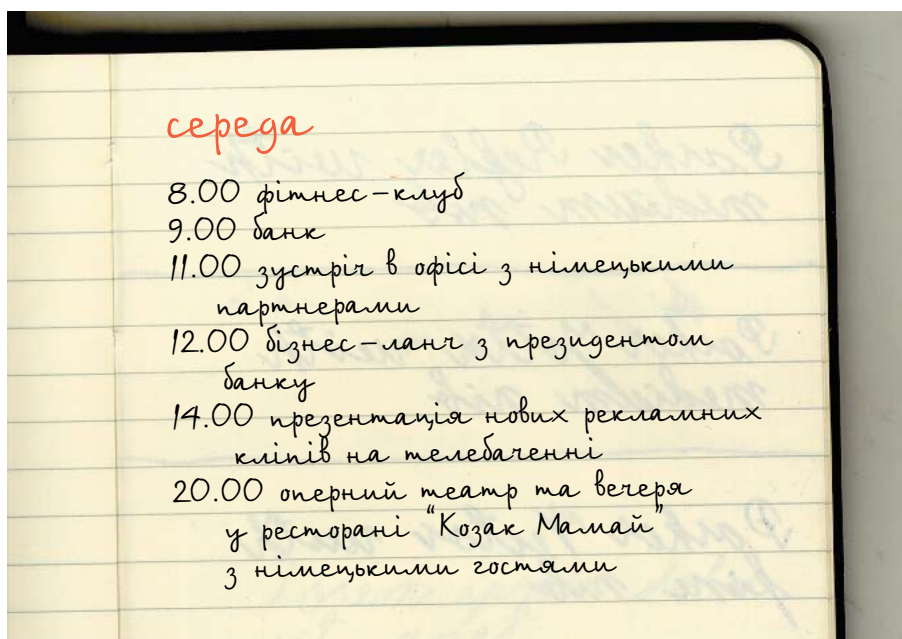 середа
8.00 фітнес-клуб
9.00 банк
11.00 зустріч в офісі з німецькими
партнерами
12.00 бізнес-ланч з президентом
банку
14.00 презентація нових рекламних
кліпів на телебаченні
20.00 оперний театр та вечеря
у ресторані "Козак Мамай"
з німецькими гостями